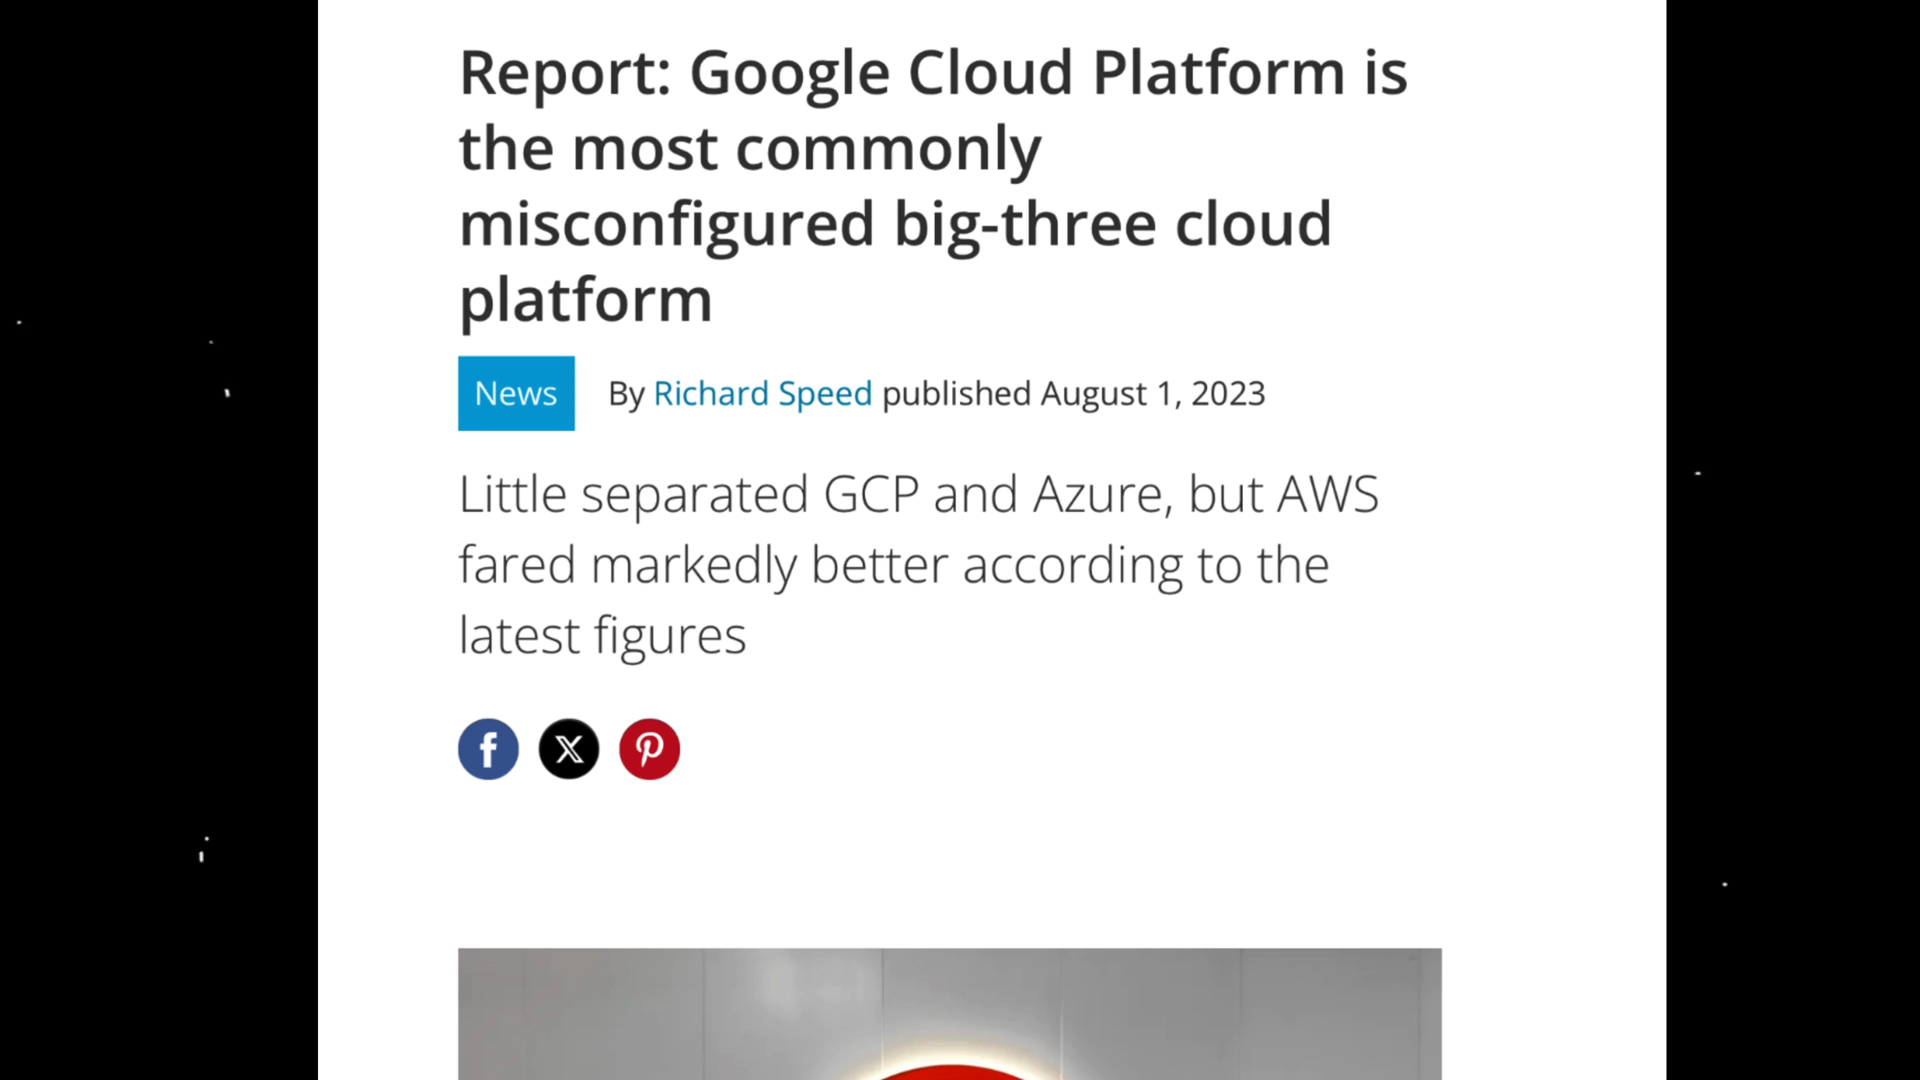 Report: Google Cloud Platform is
the most commonly
misconfigured big-three cloud
platform
News
By Richard Speed published August 1, 2023
Little separated GCP and Azure, but AWS
fared markedly better according to the
latest figures